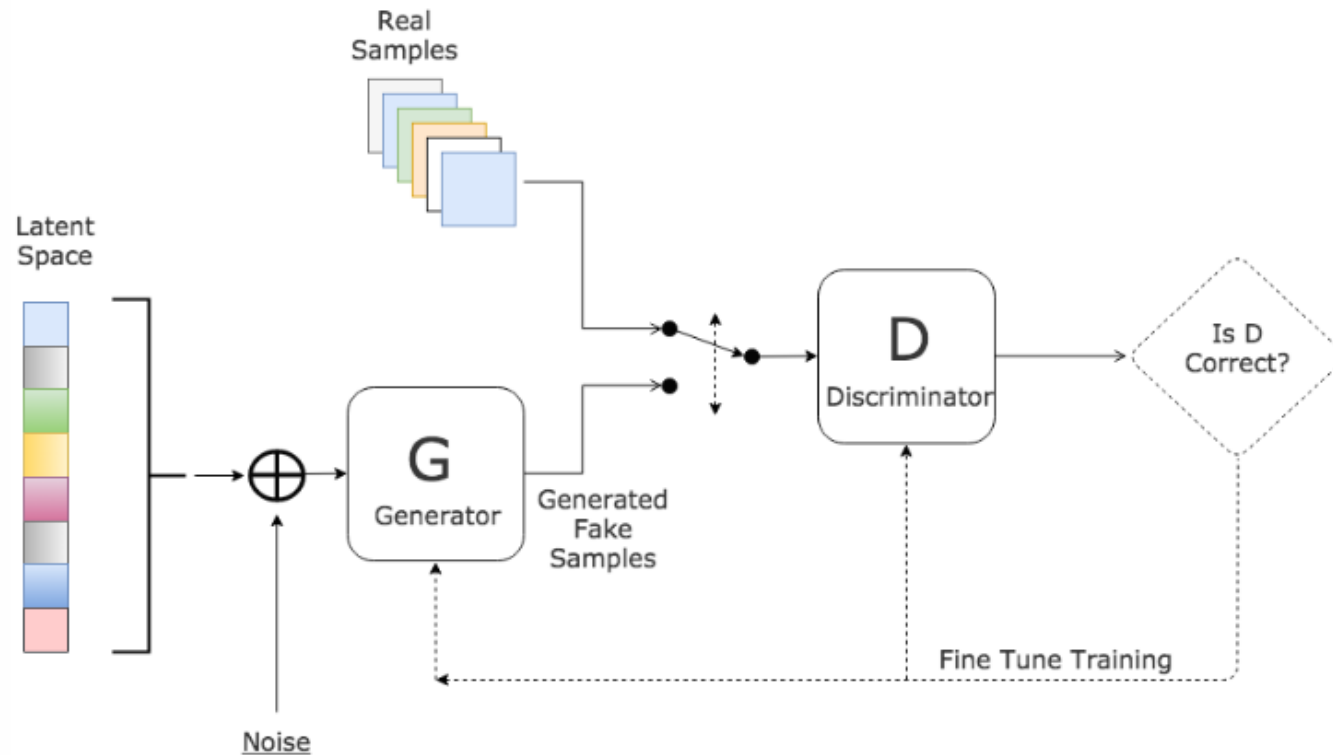 Real
Samples
Latent
Space
G
Generator
Generated
Fake
Samples
D
Discriminator
Is D
Correct?
Fine Tune Training
Noise